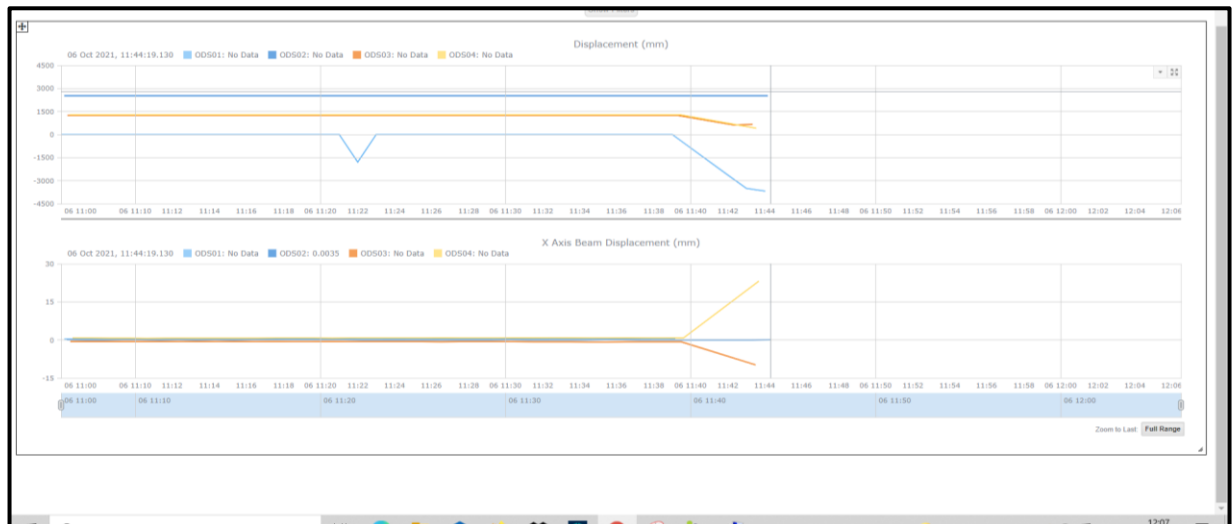 Displacement (mm)
06 Oct 2021, 11:44:19.130 ODS01: No Data ODS02: No Data ODS03: No Data ODS04: No Data
4500
3000
1500
0
-1500
-3000
-4500
06 11:00 06 11:10 11:12 11:14 11:16 11:18 06 11:20 11:22 11:24 11:26 11:28 06 11:30 11:32 11:34 11:36 11:38 06 11:40 11:42 11:44 11:46 11:48 06 11:50 11:52 11:54 11:56 11:58 06 12:00 12:02 12:04 12:06
X Axis Beam Displacement (mm)
06 Oct 2021, 11:44:19.130 ODS01: No Data ODS02: 0.0035 ODS03: No Data ODS04: No Data
30
15
0
-15
06 11:00 06 11:10 11:12 11:14 11:16 11:18 06 11:20 11:22 11:24 11:26 11:28 06 11:30 11:32 11:34 11:36 11:38 06 11:40 11:42 11:44 11:46 11:48 06 11:50 11:52 11:54 11:56 11:58 06 12:00 12:02 12:04 12:06
06 11:00 06 11:10 06 11:20 06 11:30 06 11:40 06 11:50 06 12:00
Zoom to Last: Full Range
12:07